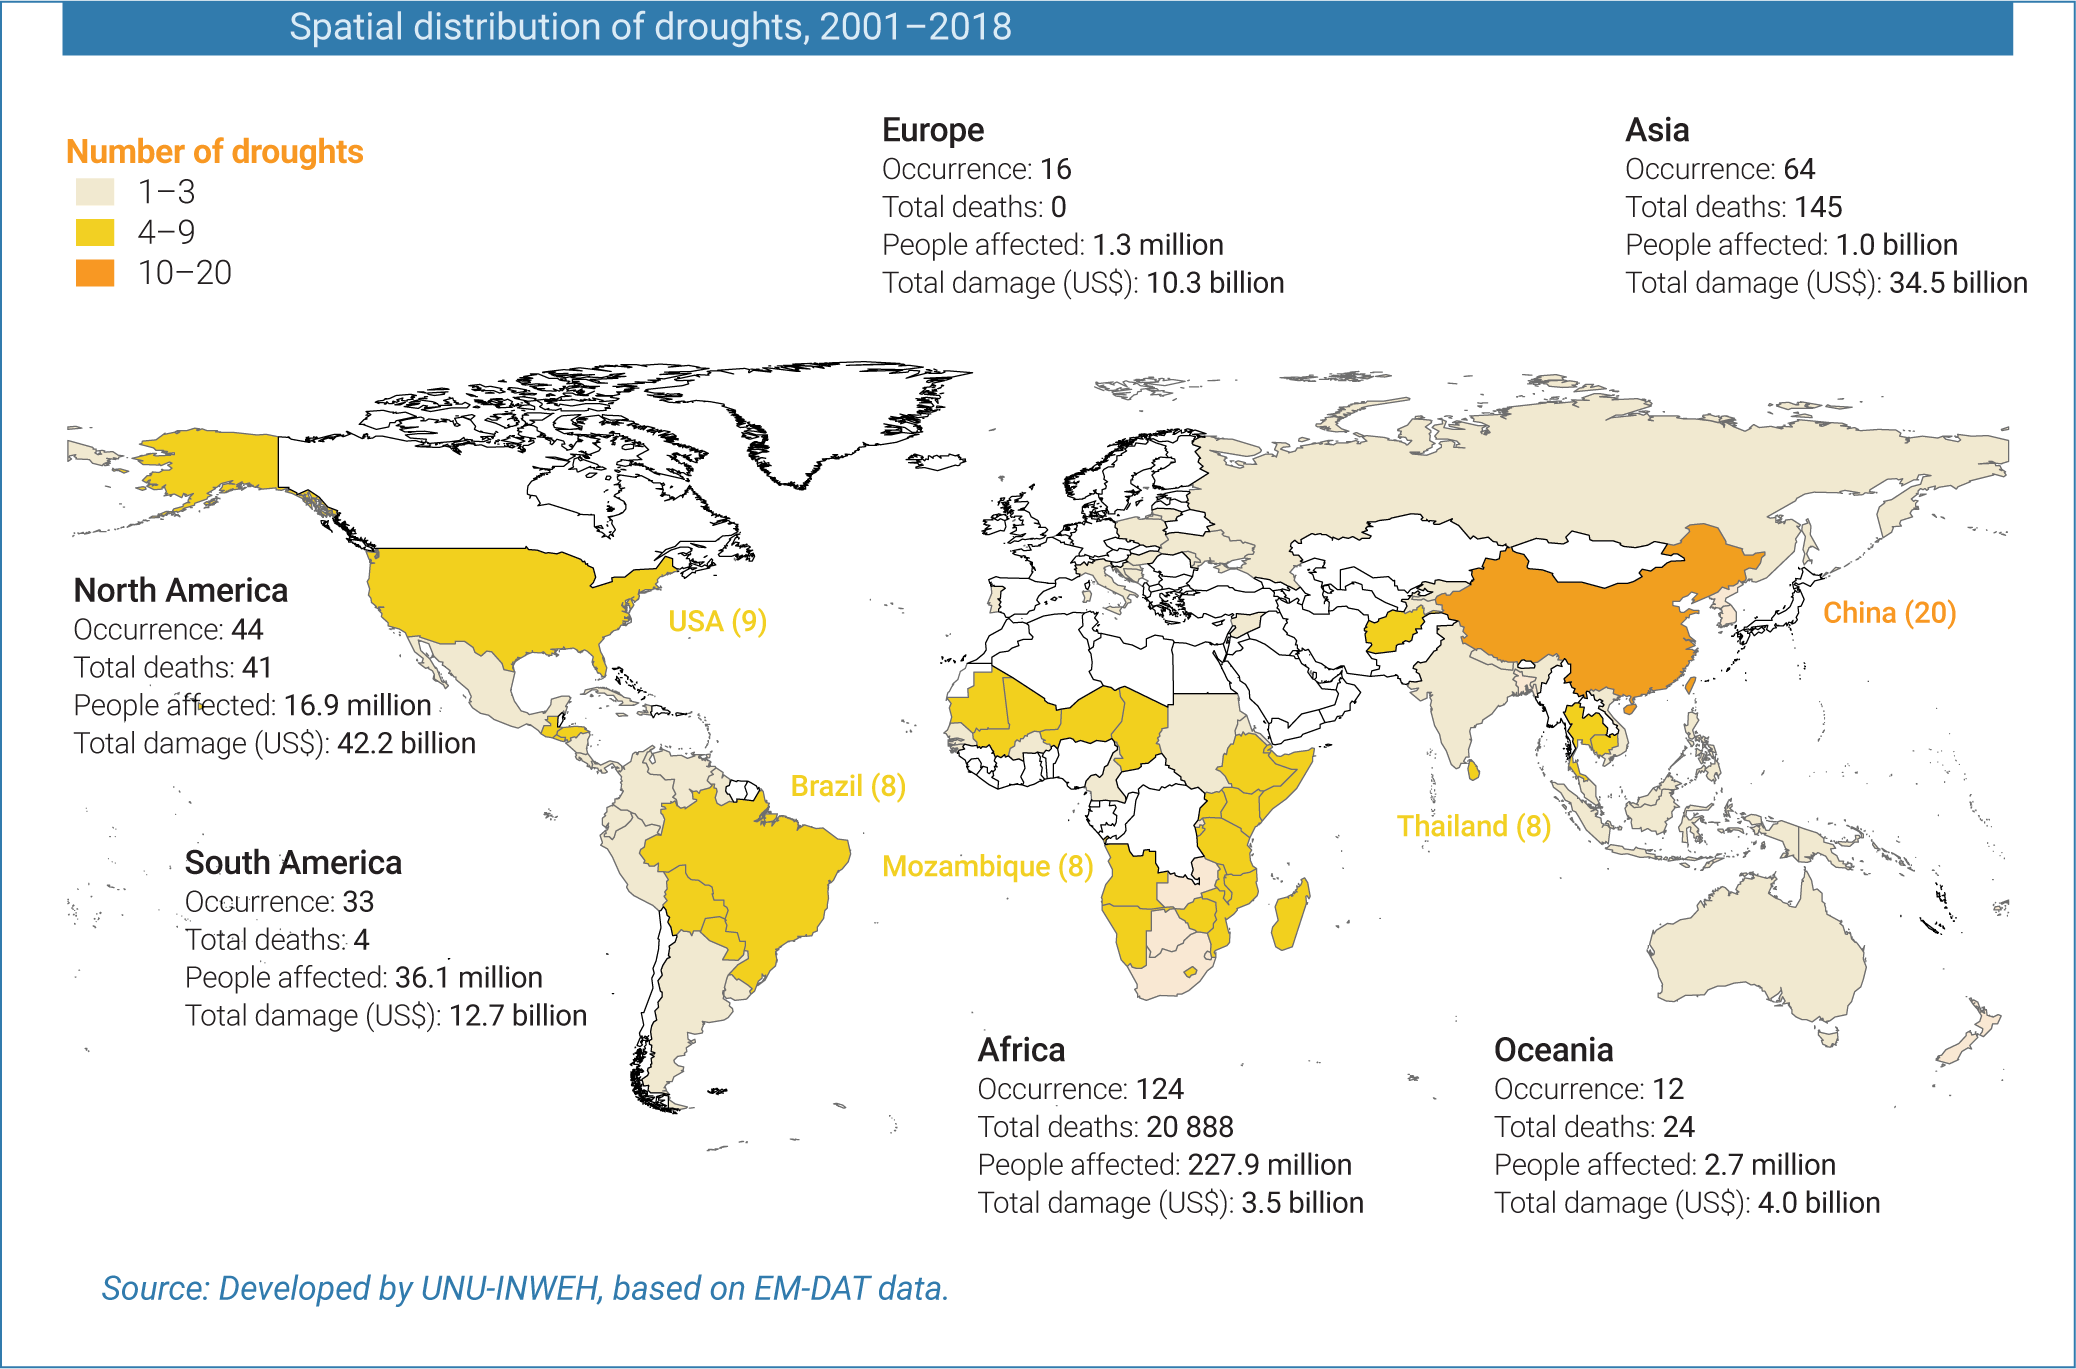 Spatial distribution of droughts, 2001–2018
Number of droughts
1–3
4–9
10–20
Europe
Occurrence: 16
Total deaths: 0
People affected: 1.3 million
Total damage (US$): 10.3 billion
Asia
Occurrence: 64
Total deaths: 145
People affected: 1.0 billion
Total damage (US$): 34.5 billion
North America
Occurrence: 44
Total deaths: 41
People affected: 16.9 million
Total damage (US$): 42.2 billion
USA (9)
China (20)
Brazil (8)
Thailand (8)
Mozambique (8)
South America
Occurrence: 33
Total deaths: 4
People affected: 36.1 million
Total damage (US$): 12.7 billion
Africa
Occurrence: 124
Total deaths: 20 888
People affected: 227.9 million
Total damage (US$): 3.5 billion
Oceania
Occurrence: 12
Total deaths: 24
People affected: 2.7 million
Total damage (US$): 4.0 billion
Source: Developed by UNU-INWEH, based on EM-DAT data.